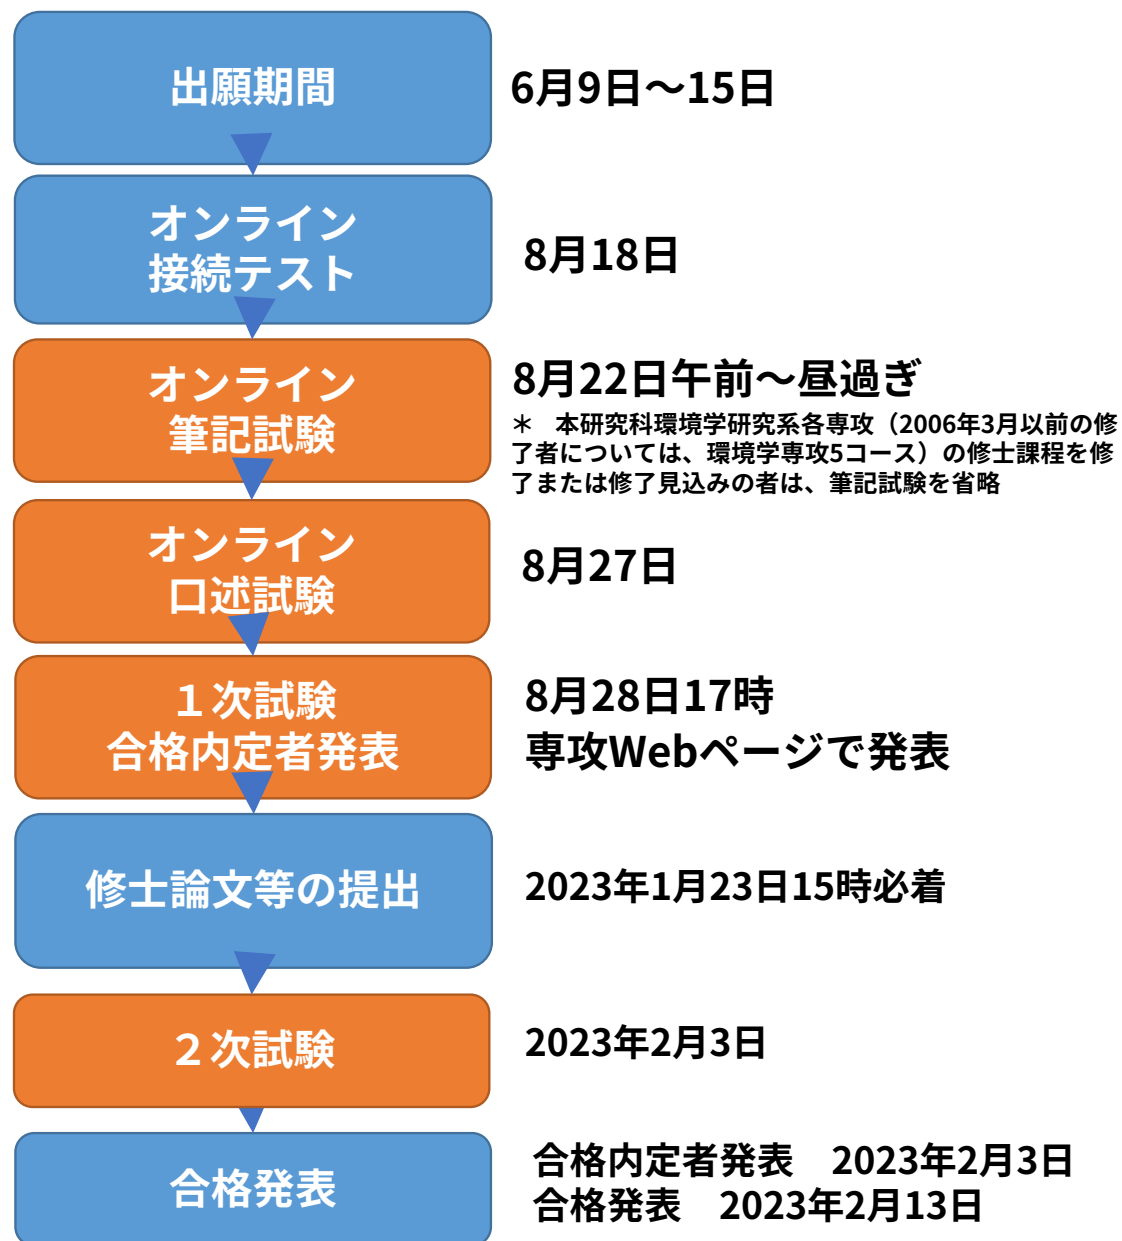 出願期間
6月9日～15日
オンライン
接続テスト
8月18日
オンライン
筆記試験
8月22日午前～昼過ぎ
＊　本研究科環境学研究系各専攻（2006年3月以前の修
了者については、環境学専攻5コース）の修士課程を修
了または修了見込みの者は、筆記試験を省略
オンライン
口述試験
8月27日
１次試験
合格内定者発表
8月28日17時
専攻Webページで発表
修士論文等の提出
2023年1月23日15時必着
２次試験
2023年2月3日
合格発表
合格内定者発表　2023年2月3日
合格発表　2023年2月13日